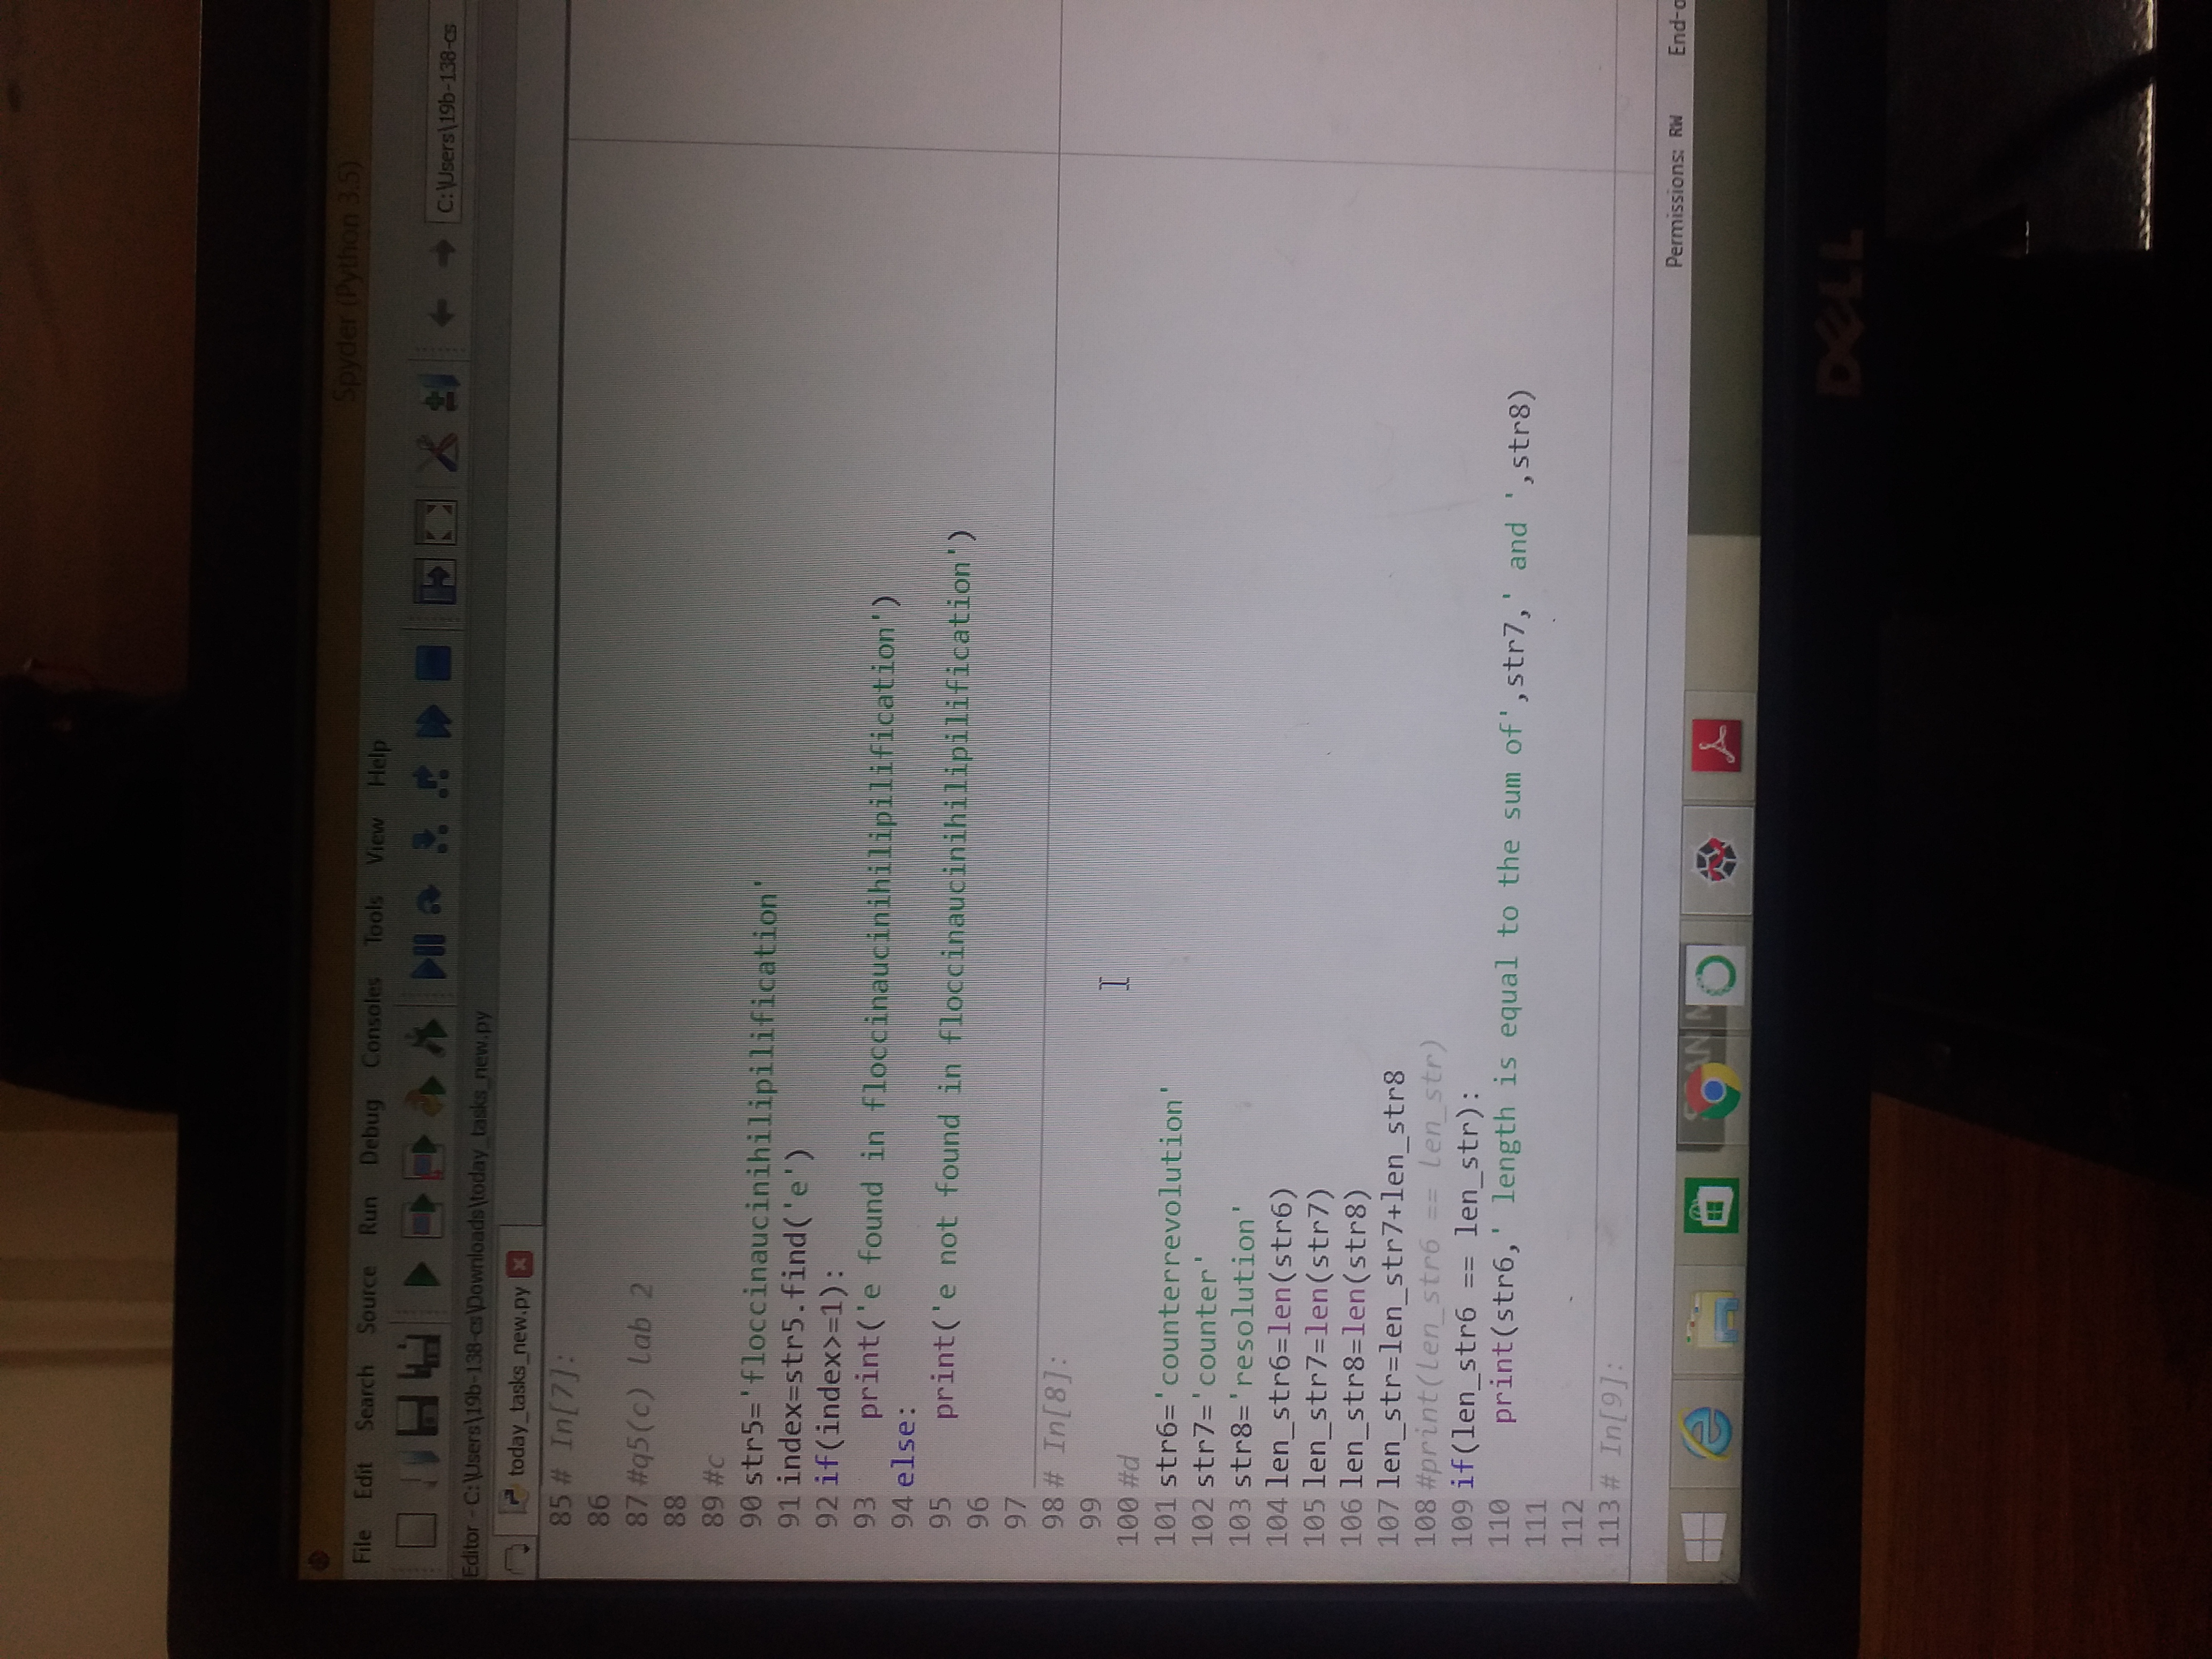 Spyder (Python 3.5)
File Edit Search Source Run Debug Consoles Tools View Help
C:\Users\19b-138-cs
Editor - C:\Users\19b-138-cs\Downloads\today_tasks_new.py
today_tasks_new.py
85 # In[7]:
86
87 #q5(c) lab 2
88
89 #c
90 str5='floccinaucinihilipilification'
91 index=str5.find('e')
92 if(index>=1):
93     print('e found in floccinaucinihilipilification')
94 else:
95     print('e not found in floccinaucinihilipilification')
96
97
98 # In[8]:
99
100 #d
101 str6='counterrevolution'
102 str7='counter'
103 str8='resolution'
104 len_str6=len(str6)
105 len_str7=len(str7)
106 len_str8=len(str8)
107 len_str=len_str7+len_str8
108 #print(len_str6 == len_str)
109 if(len_str6 == len_str):
110     print(str6,' length is equal to the sum of',str7,' and ',str8)
111
112
113 # In[9]:
Permissions: RW End-o
DELL